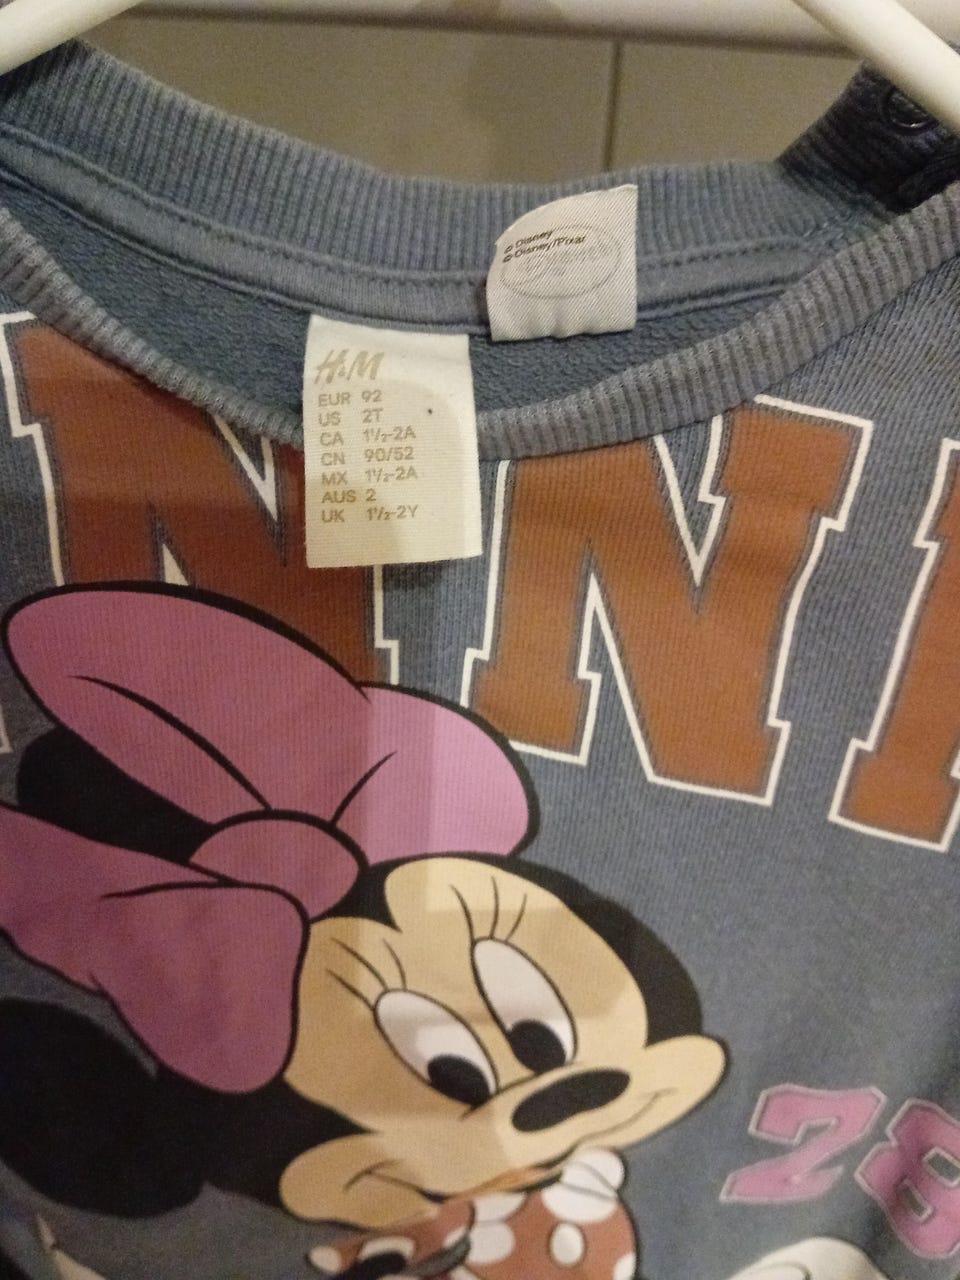 © Disney
© Disney/Pixar
H&M
EUR 92
US 2T
CA 1½-2A
CN 90/52
MX 1½-2A
AUS 2
UK 1½-2Y
NN
28